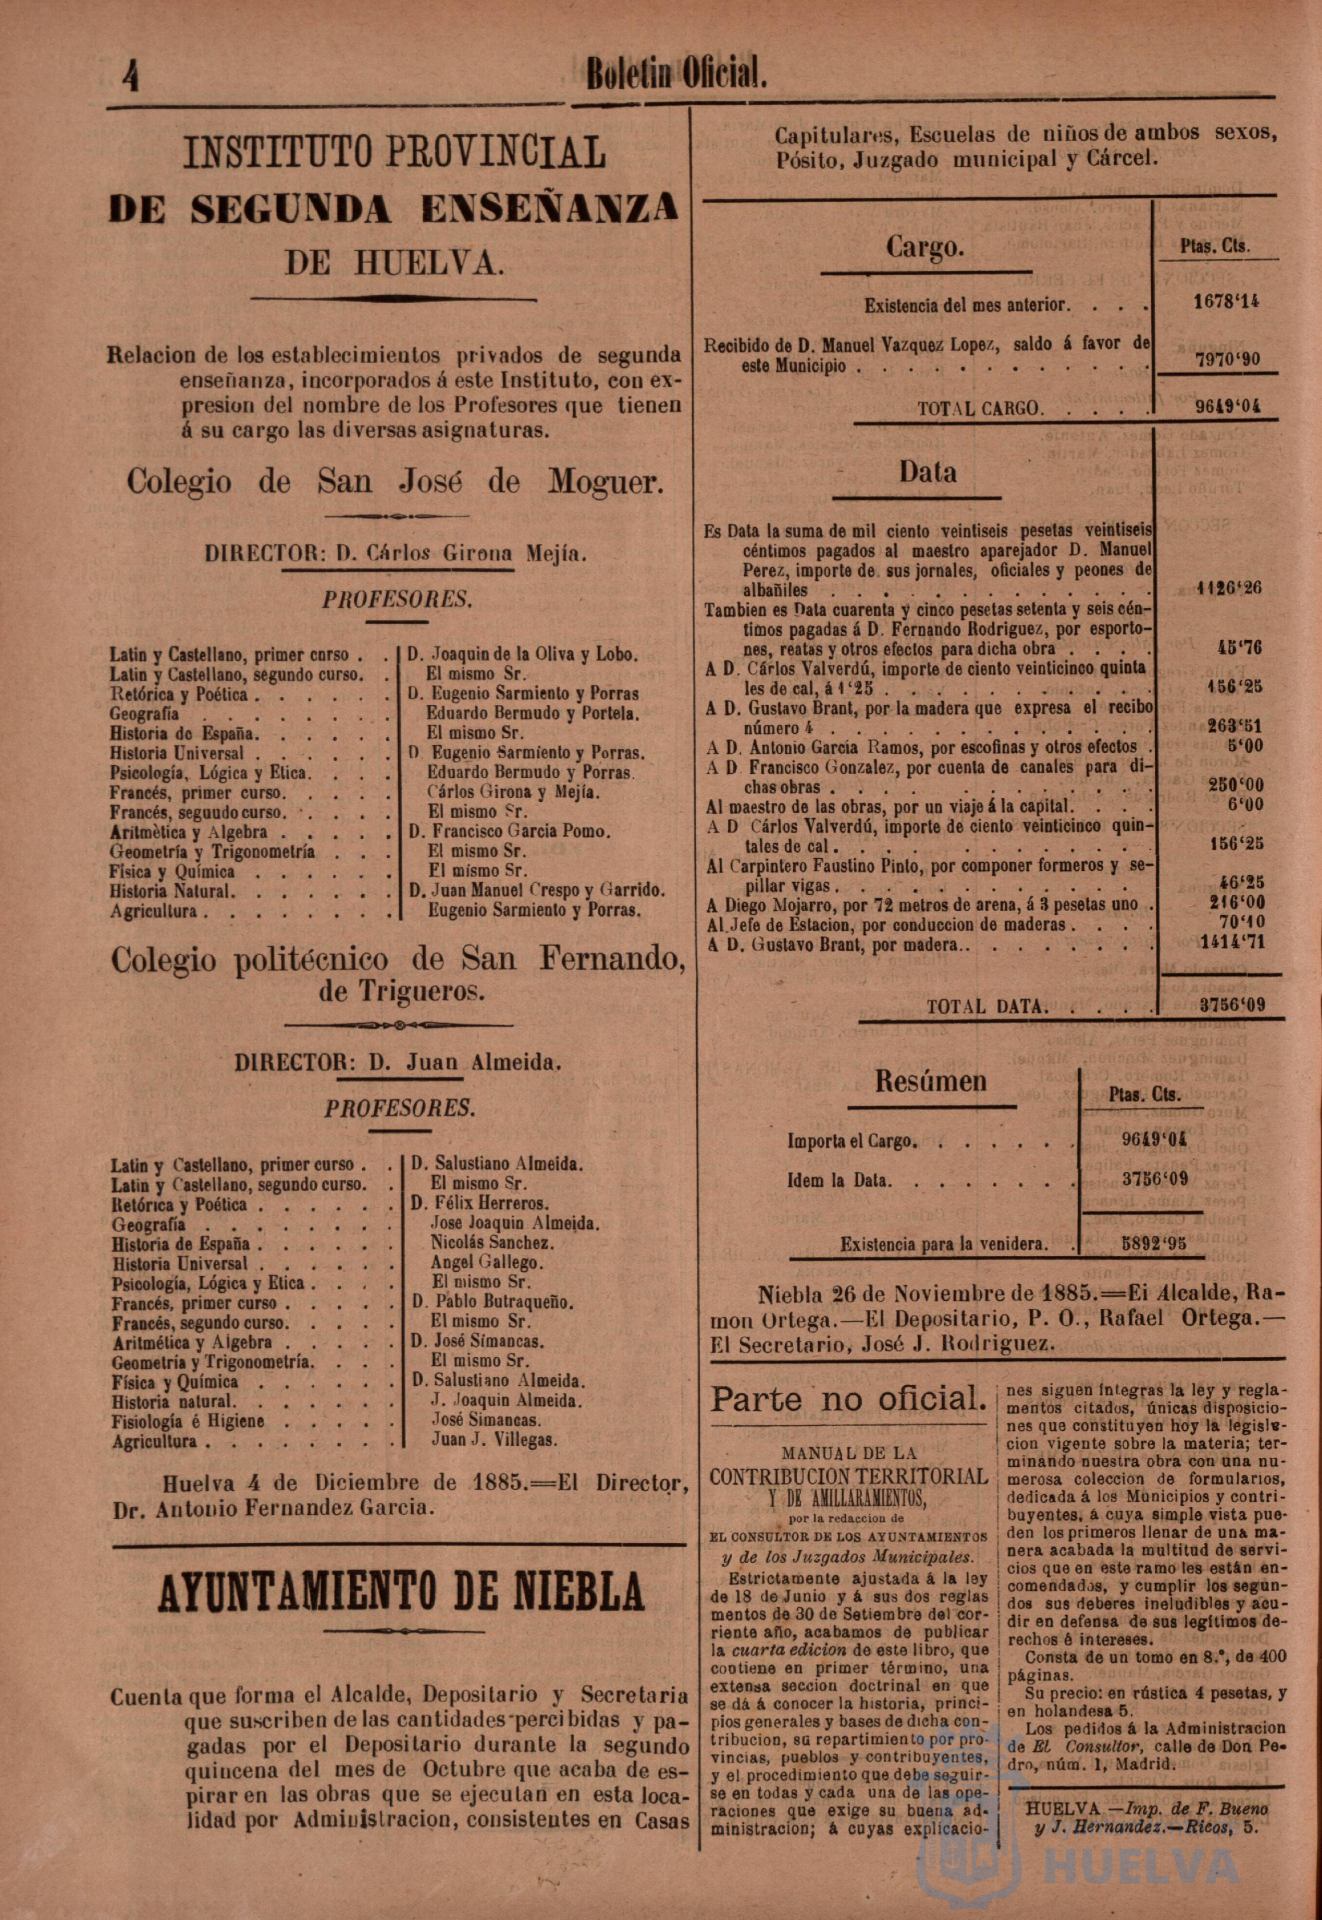 4
Boletin Oficial.
INSTITUTO PROVINCIAL
DE SEGUNDA ENSEÑANZA
DE HUELVA.
Relacion de los establecimientos privados de segunda
enseñanza, incorporados á este Instituto, con ex-
presion del nombre de los Profesores que tienen
á su cargo las diversas asignaturas.
Colegio de San José de Moguer.
DIRECTOR: D. Cárlos Girona Mejía.
PROFESORES.
Latin y Castellano, primer curso . . D. Joaquin de la Oliva y Lobo.
Latin y Castellano, segundo curso. . El mismo Sr.
Retórica y Poética . . . . . . D. Eugenio Sarmiento y Porras
Geografía . . . . . . . . Eduardo Bermudo y Portela.
Historia de España. . . . . . El mismo Sr.
Historia Universal . . . . . . D. Eugenio Sarmiento y Porras.
Psicología, Lógica y Etica. . . . Eduardo Bermudo y Porras.
Francés, primer curso. . . . . Cárlos Girona y Mejía.
Francés, seguudo curso. . . . . El mismo Sr.
Aritmètica y Algebra . . . . . D. Francisco Garcia Pomo.
Geometría y Trigonometría . . . El mismo Sr.
Física y Química . . . . . . El mismo Sr.
Historia Natural. . . . . . . D. Juan Manuel Crespo y Garrido.
Agricultura . . . . . . . . Eugenio Sarmiento y Porras.
Colegio politécnico de San Fernando,
de Trigueros.
DIRECTOR: D. Juan Almeida.
PROFESORES.
Latin y Castellano, primer curso . . D. Salustiano Almeida.
Latin y Castellano, segundo curso. . El mismo Sr.
Retórica y Poética . . . . . . D. Félix Herreros.
Geografía . . . . . . . . Jose Joaquin Almeida.
Historia de España . . . . . . Nicolás Sanchez.
Historia Universal . . . . . . Angel Gallego.
Psicología, Lógica y Etica . . . . El mismo Sr.
Francés, primer curso . . . . . D. Pablo Butraqueño.
Francés, segundo curso. . . . . El mismo Sr.
Aritmética y Algebra . . . . . D. José Simancas.
Geometría y Trigonometría. . . . El mismo Sr.
Física y Química . . . . . . D. Salustiano Almeida.
Historia natural. . . . . . . J. Joaquin Almeida.
Fisiología é Higiene . . . . . José Simancas.
Agricultura . . . . . . . . Juan J. Villegas.
Huelva 4 de Diciembre de 1885.=El Director,
Dr. Antonio Fernandez Garcia.
AYUNTAMIENTO DE NIEBLA
Cuenta que forma el Alcalde, Depositario y Secretaria
que suscriben de las cantidades percibidas y pa-
gadas por el Depositario durante la segundo
quincena del mes de Octubre que acaba de es-
pirar en las obras que se ejecutan en esta loca-
lidad por Administracion, consistentes en Casas
Capitulares, Escuelas de niños de ambos sexos,
Pósito, Juzgado municipal y Cárcel.
Cargo. Ptas. Cts.
Existencia del mes anterior. . . . 1678‘14
Recibido de D. Manuel Vazquez Lopez, saldo á favor de
este Municipio . . . . . . . . . . . . 7970‘90
TOTAL CARGO. . . . . 9649‘04
Data
Es Data la suma de mil ciento veintiseis pesetas veintiseis
céntimos pagados al maestro aparejador D. Manuel
Perez, importe de sus jornales, oficiales y peones de
albañiles . . . . . . . . . . . . . 1126‘26
Tambien es Data cuarenta y cinco pesetas setenta y seis cén-
timos pagadas á D. Fernando Rodriguez, por esporto-
nes, reatas y otros efectos para dicha obra . . . . 45‘76
A D. Cárlos Valverdú, importe de ciento veinticinco quinta
les de cal, á 1‘25 . . . . . . . . . . . 156‘25
A D. Gustavo Brant, por la madera que expresa el recibo
número 4 . . . . . . . . . . . . . 263‘51
A D. Antonio García Ramos, por escofinas y otros efectos . 5‘00
A D Francisco Gonzalez, por cuenta de canales para di-
chas obras . . . . . . . . . . . . . 250‘00
Al maestro de las obras, por un viaje á la capital. . . . 6‘00
A D Cárlos Valverdú, importe de ciento veinticinco quin-
tales de cal . . . . . . . . . . . . . 156‘25
Al Carpintero Faustino Pinto, por componer formeros y se-
pillar vigas . . . . . . . . . . . . . 46‘25
A Diego Mojarro, por 72 metros de arena, á 3 pesetas uno . 216‘00
Al Jefe de Estacion, por conduccion de maderas . . . . 70‘10
A D. Gustavo Brant, por madera.. . . . . . . . 1414‘71
TOTAL DATA. . . . . 3756‘09
Resúmen Ptas. Cts.
Importa el Cargo. . . . . . . 9649‘04
Idem la Data. . . . . . . . 3756‘09
Existencia para la venidera. . 5892‘95
Niebla 26 de Noviembre de 1885.=Ei Alcalde, Ra-
mon Ortega.—El Depositario, P. O., Rafael Ortega.—
El Secretario, José J. Rodriguez.
Parte no oficial.
MANUAL DE LA
CONTRIBUCION TERRITORIAL
Y DE AMILLARAMIENTOS,
por la redaccion de
EL CONSULTOR DE LOS AYUNTAMIENTOS
y de los Juzgados Municipales.
Estrictamente ajustada á la ley
de 18 de Junio y á sus dos reglas
mentos de 30 de Setiembre del cor-
riente año, acabamos de publicar
la cuarta edicion de este libro, que
contiene en primer término, una
extensa seccion doctrinal en que
se dá á conocer la historia, princi-
pios generales y bases de dicha con-
tribucion, su repartimiento por pro-
vincias, pueblos y contribuyentes,
y el procedimiento que debe seguir-
se en todas y cada una de las ope-
raciones que exige su buena ad-
ministracion; á cuyas explicacio-
nes siguen íntegras la ley y regla-
mentos citados, únicas disposicio-
nes que constituyen hoy la legisla-
cion vigente sobre la materia; ter-
minando nuestra obra con una nu-
merosa coleccion de formularios,
dedicada á los Municipios y contri-
buyentes, á cuya simple vista pue-
den los primeros llenar de una ma-
nera acabada la multitud de servi-
cios que en este ramo les están en-
comendados, y cumplir los segun-
dos sus deberes ineludibles y acu-
dir en defensa de sus legítimos de-
rechos é intereses.
Consta de un tomo en 8.°, de 400
páginas.
Su precio: en rústica 4 pesetas, y
en holandesa 5.
Los pedidos á la Administracion
de El Consultor, calle de Don Pe-
dro, núm. 1, Madrid.
HUELVA —Imp. de F. Bueno
y J. Hernandez.—Ricos, 5.
HUELVA